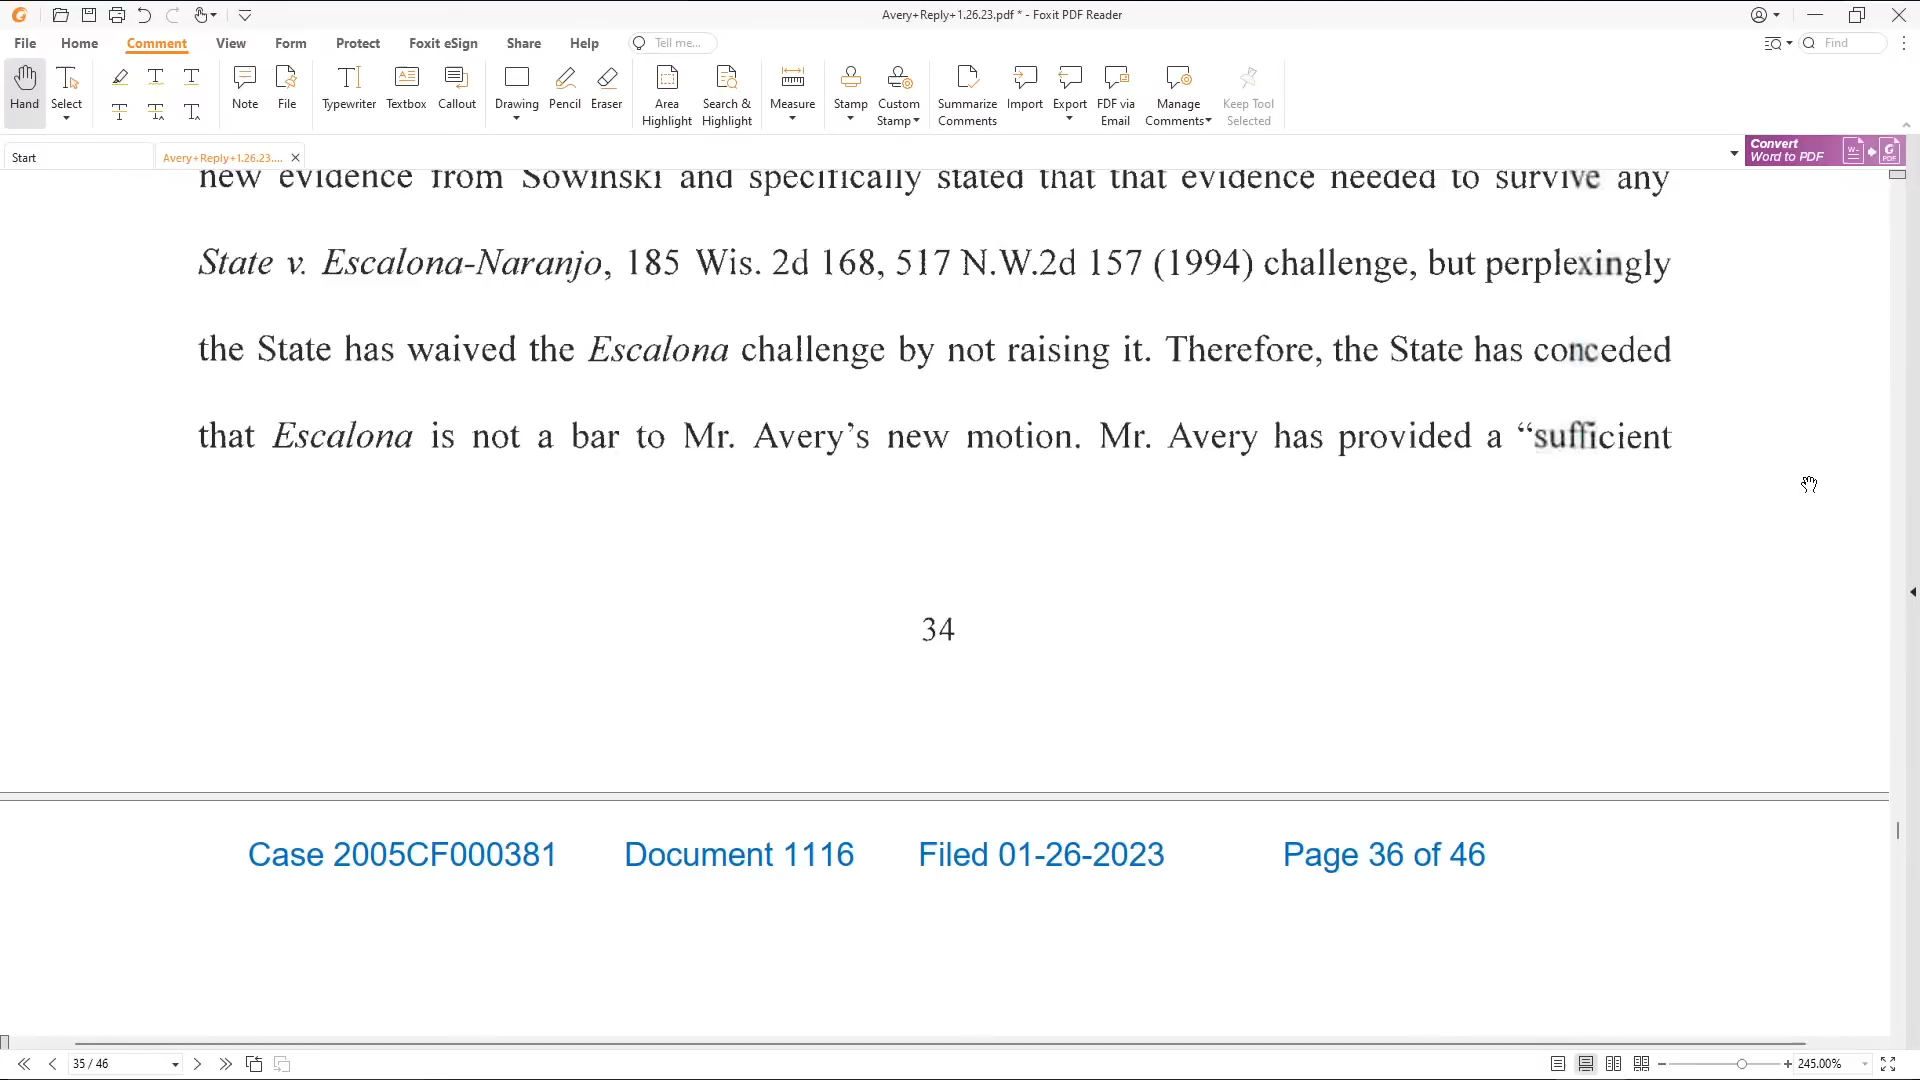 Avery+Reply+1.26.23.pdf * - Foxit PDF Reader
File Home Comment View Form Protect Foxit eSign Share Help Tell me... Find
Hand Select Note File Typewriter Textbox Callout Drawing Pencil Eraser Area Highlight Search & Highlight Measure Stamp Custom Stamp Summarize Comments Import Export FDF via Email Manage Comments Keep Tool Selected
Start Avery+Reply+1.26.23....
Convert
Word to PDF
new evidence from Sowinski and specifically stated that that evidence needed to survive any
State v. Escalona-Naranjo, 185 Wis. 2d 168, 517 N.W.2d 157 (1994) challenge, but perplexingly
the State has waived the Escalona challenge by not raising it. Therefore, the State has conceded
that Escalona is not a bar to Mr. Avery’s new motion. Mr. Avery has provided a “sufficient
34
Case 2005CF000381 Document 1116 Filed 01-26-2023 Page 36 of 46
35 / 46 245.00%